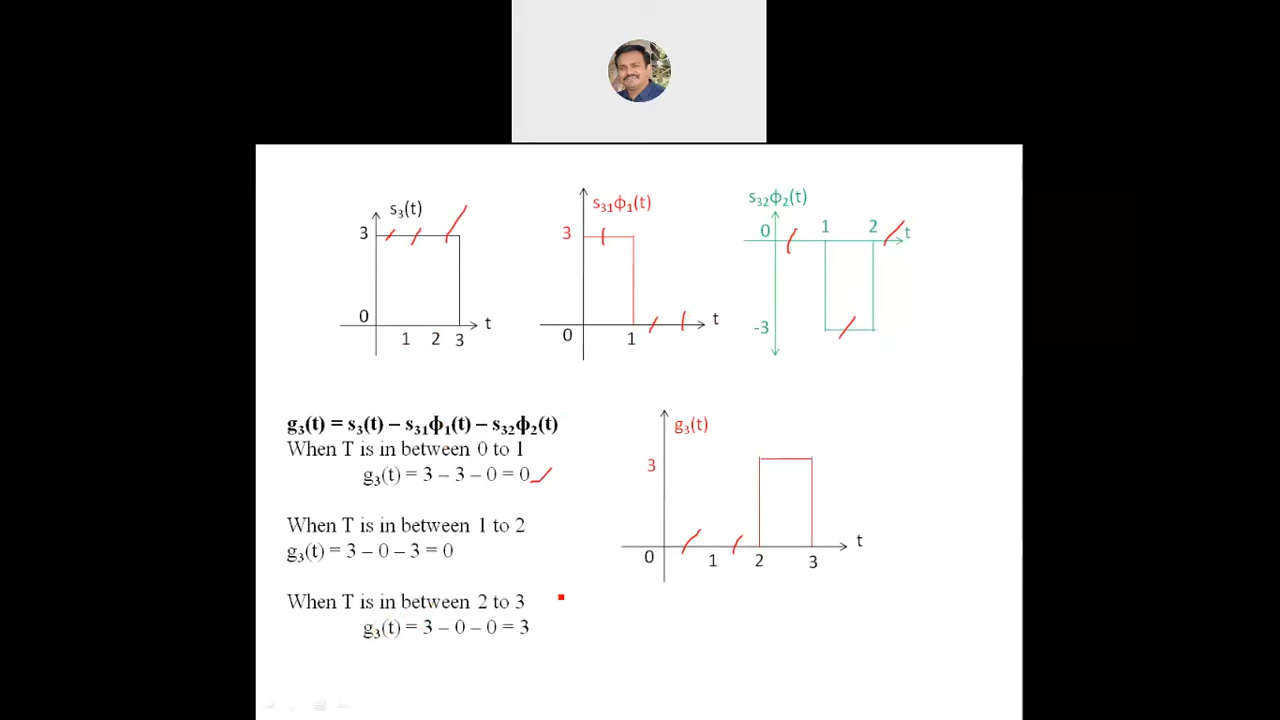 s₃(t)
3
0
1 2 3
t
s₃₁ϕ₁(t)
3
0
1
t
s₃₂ϕ₂(t)
0
1
2
t
-3
g₃(t) = s₃(t) – s₃₁ϕ₁(t) – s₃₂ϕ₂(t)
When T is in between 0 to 1
g₃(t) = 3 – 3 – 0 = 0
When T is in between 1 to 2
g₃(t) = 3 – 0 – 3 = 0
When T is in between 2 to 3
g₃(t) = 3 – 0 – 0 = 3
g₃(t)
3
0
1
2
3
t